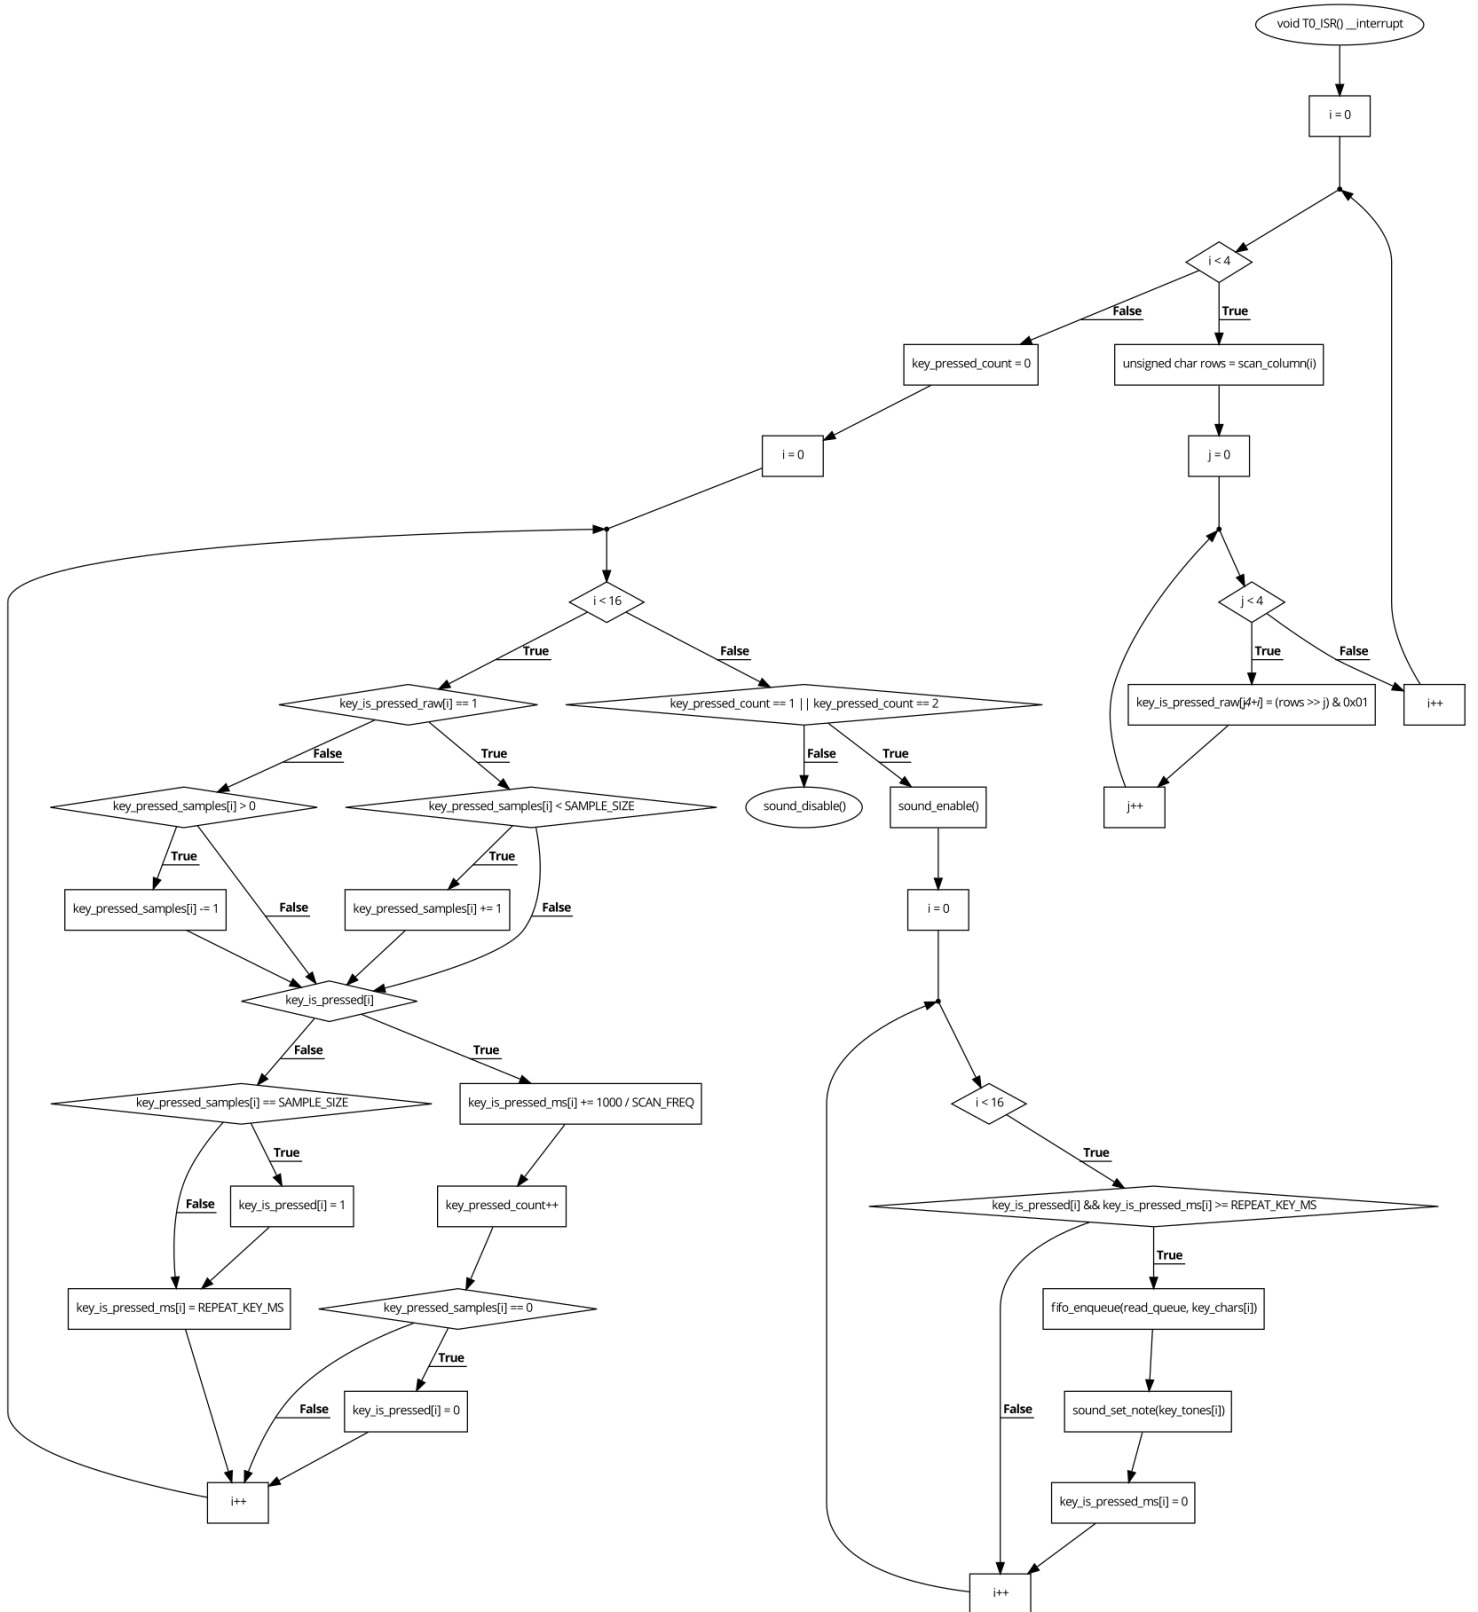 void T0_ISR() __interrupt
i = 0
i < 4
False
True
key_pressed_count = 0
unsigned char rows = scan_column(i)
i = 0
j = 0
i < 16
j < 4
True
False
True
False
key_is_pressed_raw[i] == 1
key_pressed_count == 1 || key_pressed_count == 2
key_is_pressed_raw[j4+i] = (rows >> j) & 0x01
i++
False
True
False
True
key_pressed_samples[i] > 0
key_pressed_samples[i] < SAMPLE_SIZE
sound_disable()
sound_enable()
j++
True
False
True
False
key_pressed_samples[i] -= 1
key_pressed_samples[i] += 1
i = 0
key_is_pressed[i]
False
True
key_pressed_samples[i] == SAMPLE_SIZE
key_is_pressed_ms[i] += 1000 / SCAN_FREQ
i < 16
True
True
False
key_is_pressed[i] = 1
key_pressed_count++
key_is_pressed[i] && key_is_pressed_ms[i] >= REPEAT_KEY_MS
True
key_is_pressed_ms[i] = REPEAT_KEY_MS
key_pressed_samples[i] == 0
fifo_enqueue(read_queue, key_chars[i])
True
False
False
key_is_pressed[i] = 0
sound_set_note(key_tones[i])
i++
key_is_pressed_ms[i] = 0
i++